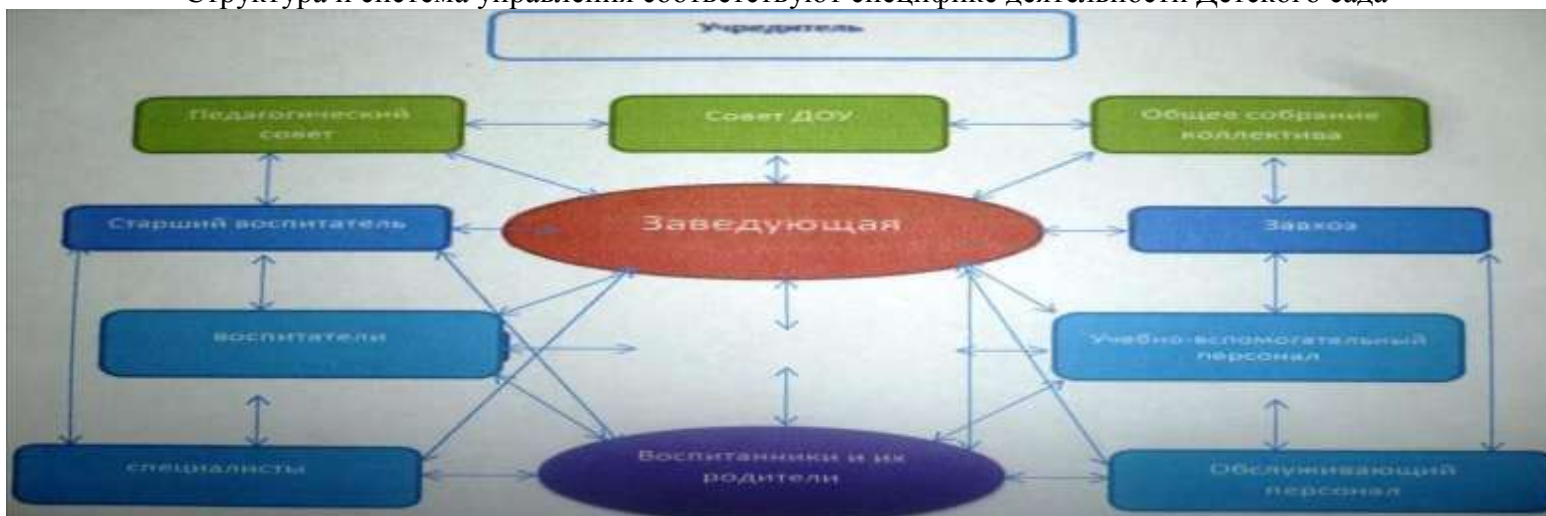 Структура и система управления соответствуют специфике деятельности Детского сада
Учредитель
Педагогический
совет
Совет ДОУ
Общее собрание
коллектива
Старший воспитатель
Заведующая
Завхоз
воспитатели
Учебно-вспомогательный
персонал
специалисты
Воспитанники и их
родители
Обслуживающий
персонал